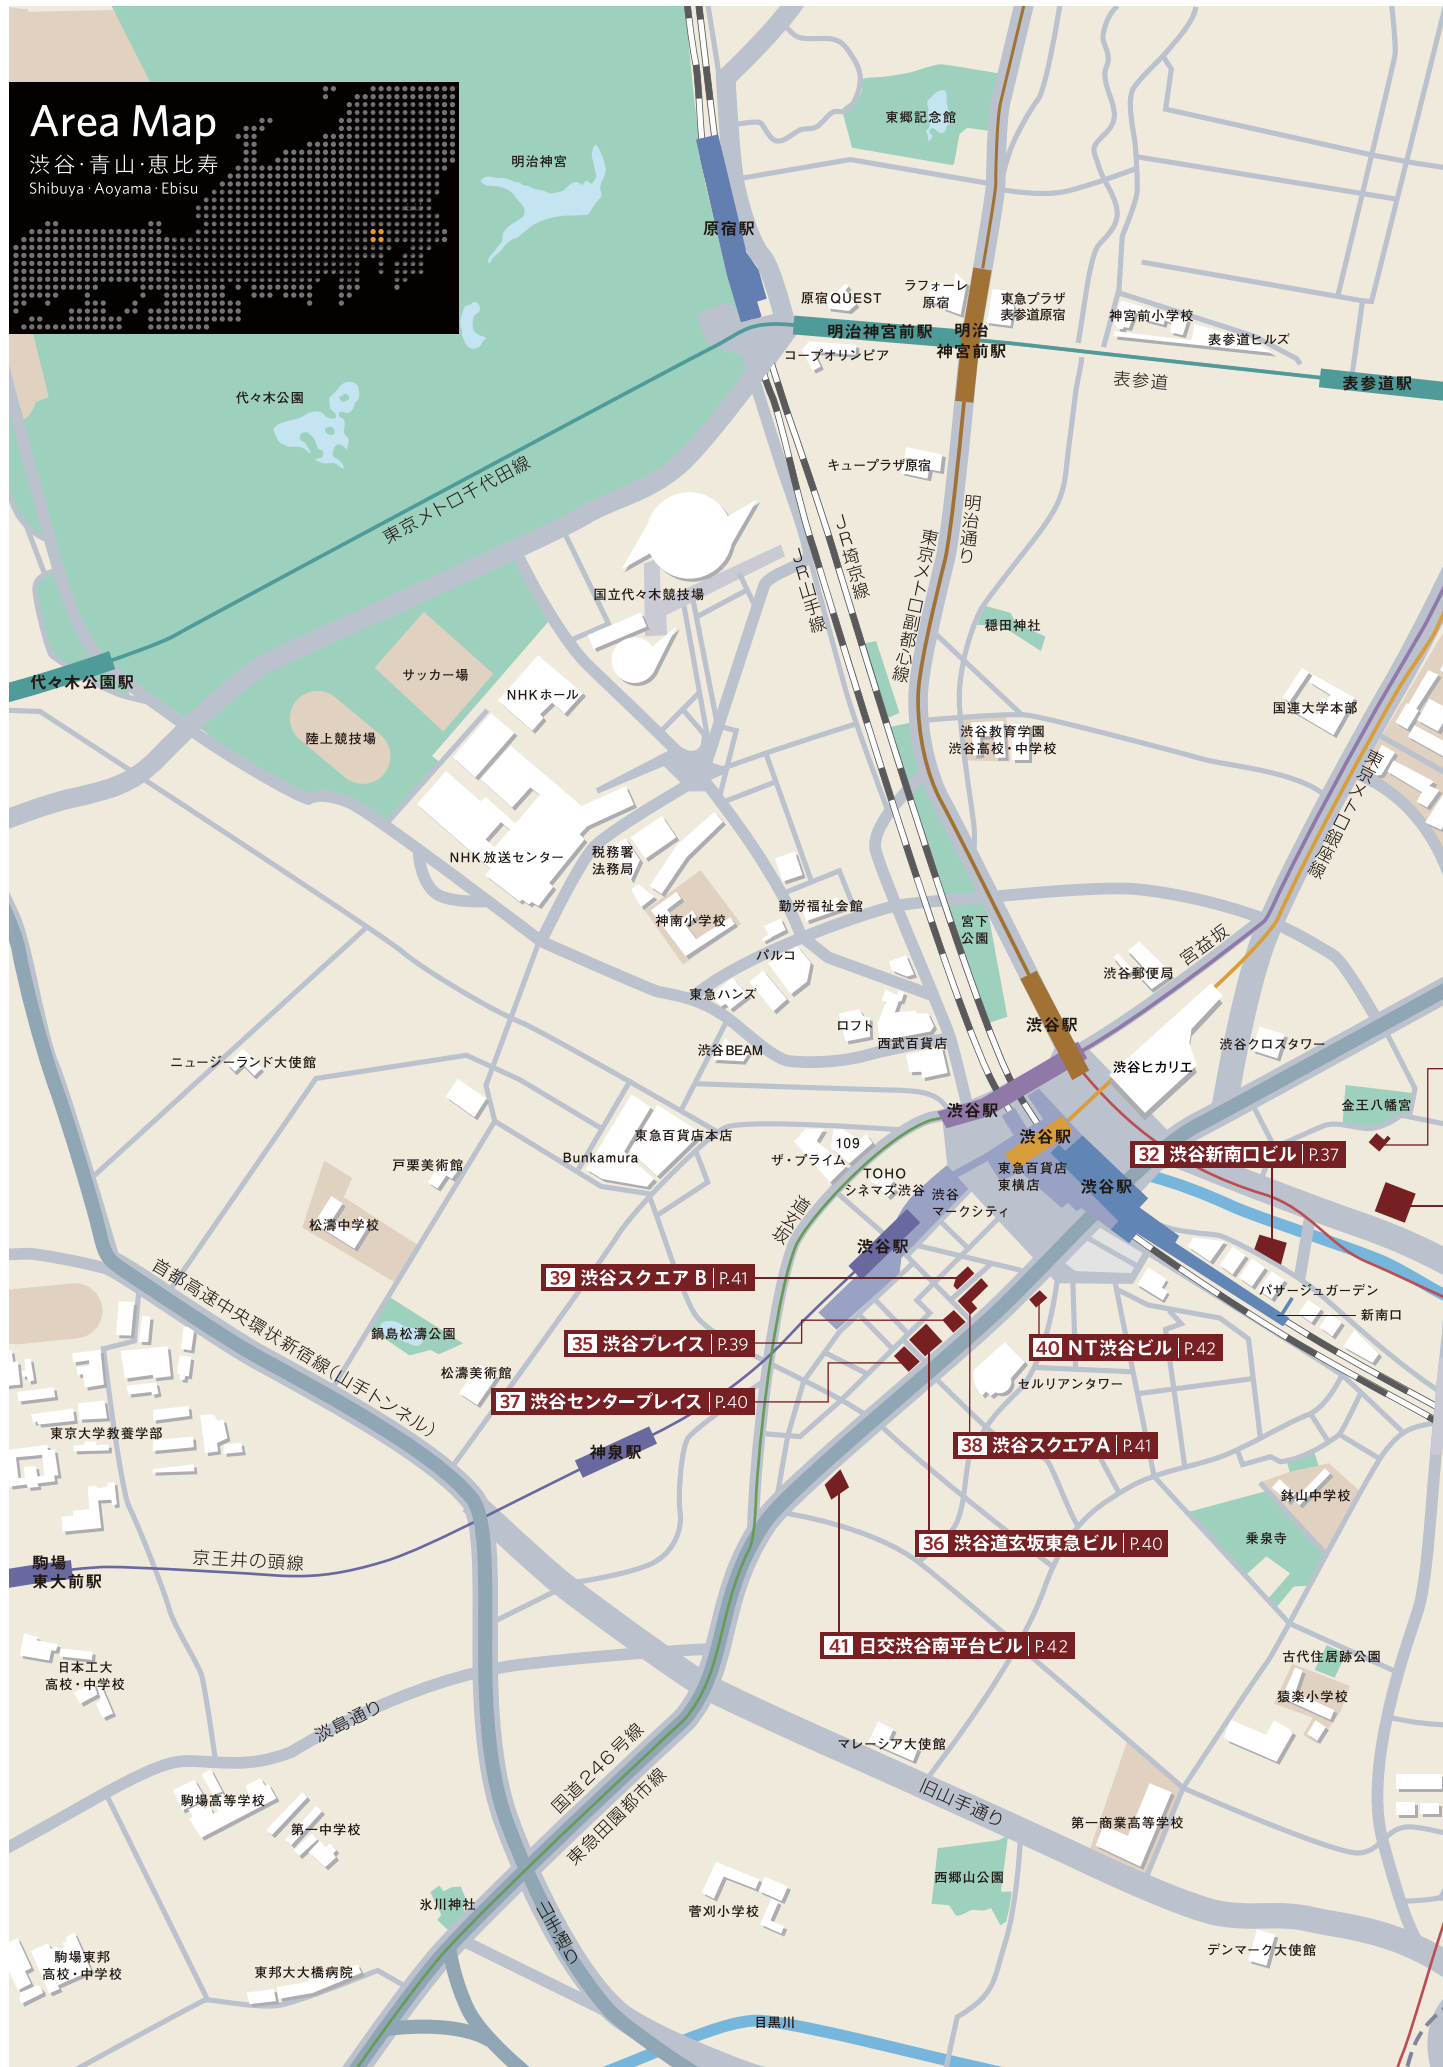 Area Map
渋谷・青山・恵比寿
Shibuya・Aoyama・Ebisu
東郷記念館
明治神宮
原宿駅
ラフォーレ
原宿
原宿QUEST
東急プラザ
表参道原宿
神宮前小学校
表参道ヒルズ
明治神宮前駅
明治
神宮前駅
コープオリンピア
表参道
表参道駅
代々木公園
キュープラザ原宿
東京メトロ千代田線
JR埼京線
JR山手線
東京メトロ副都心線
明治通り
国立代々木競技場
穏田神社
代々木公園駅
サッカー場
NHKホール
陸上競技場
国連大学本部
渋谷教育学園
渋谷高校・中学校
東京メトロ銀座線
NHK放送センター
税務署
法務局
神南小学校
勤労福祉会館
宮下
公園
パルコ
宮益坂
渋谷郵便局
東急ハンズ
ロフト
西武百貨店
渋谷駅
渋谷BEAM
渋谷クロスタワー
渋谷ヒカリエ
ニュージーランド大使館
金王八幡宮
渋谷駅
渋谷駅
東急百貨店本店
109
Bunkamura
ザ・プライム
32 渋谷新南口ビル P.37
戸栗美術館
TOHO
シネマズ渋谷
東急百貨店
東横店
渋谷駅
渋谷
マークシティ
松濤中学校
道玄坂
渋谷駅
39 渋谷スクエア B P.41
パサージュガーデン
新南口
首都高速中央環状新宿線(山手トンネル)
鍋島松濤公園
35 渋谷プレイス P.39
40 NT渋谷ビル P.42
松濤美術館
セルリアンタワー
37 渋谷センタープレイス P.40
東京大学教養学部
神泉駅
38 渋谷スクエアA P.41
鉢山中学校
36 渋谷道玄坂東急ビル P.40
乗泉寺
京王井の頭線
駒場
東大前駅
41 日交渋谷南平台ビル P.42
古代住居跡公園
日本工大
高校・中学校
猿楽小学校
淡島通り
マレーシア大使館
国道246号線
東急田園都市線
旧山手通り
駒場高等学校
第一中学校
第一商業高等学校
西郷山公園
氷川神社
菅刈小学校
山手通り
デンマーク大使館
駒場東邦
高校・中学校
東邦大大橋病院
目黒川